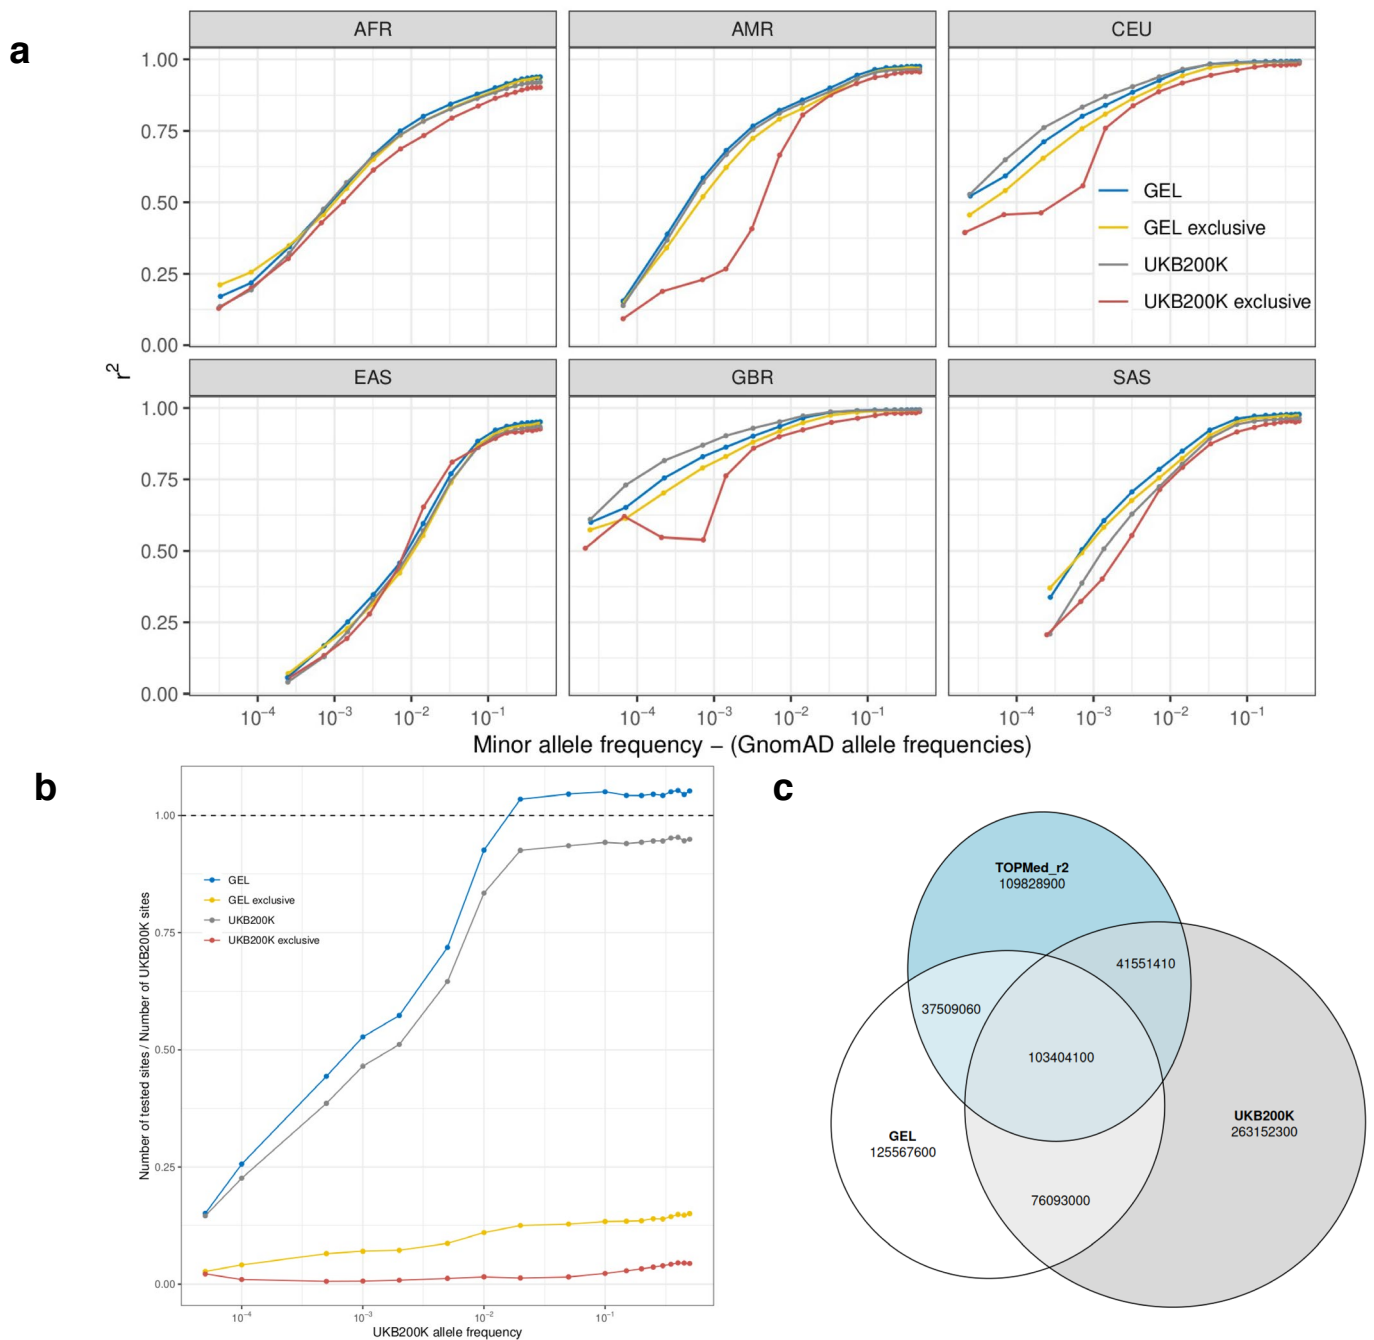 a
AFR
AMR
CEU
1.00
0.75
0.50
0.25
0.00
GEL
GEL exclusive
UKB200K
UKB200K exclusive
r²
EAS
GBR
SAS
1.00
0.75
0.50
0.25
0.00
10⁻⁴ 10⁻³ 10⁻² 10⁻¹
10⁻⁴ 10⁻³ 10⁻² 10⁻¹
10⁻⁴ 10⁻³ 10⁻² 10⁻¹
Minor allele frequency − (GnomAD allele frequencies)
b
Number of tested sites / Number of UKB200K sites
1.00
0.75
0.50
0.25
0.00
GEL
GEL exclusive
UKB200K
UKB200K exclusive
10⁻⁴ 10⁻³ 10⁻² 10⁻¹
UKB200K allele frequency
c
TOPMed_r2
109828900
41551410
37509060
103404100
UKB200K
263152300
GEL
125567600
76093000